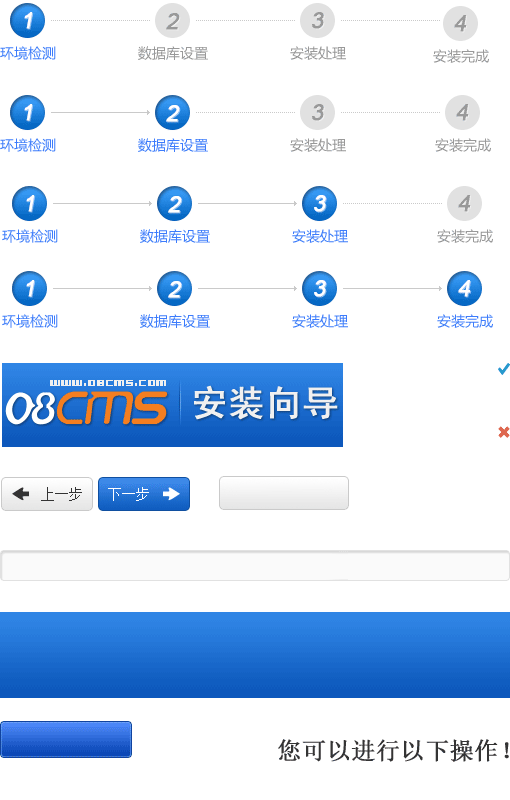 1 2 3 4
环境检测 数据库设置 安装处理 安装完成
1 2 3 4
环境检测 数据库设置 安装处理 安装完成
1 2 3 4
环境检测 数据库设置 安装处理 安装完成
1 2 3 4
环境检测 数据库设置 安装处理 安装完成
www.08cms.com
08cms 安装向导
上一步 下一步
您可以进行以下操作!